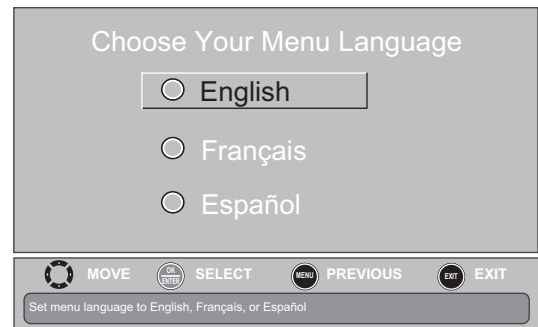 Choose Your Menu Language
English
Français
Español
MOVE OK ENTER SELECT MENU PREVIOUS EXIT EXIT
Set menu language to English, Français, or Español